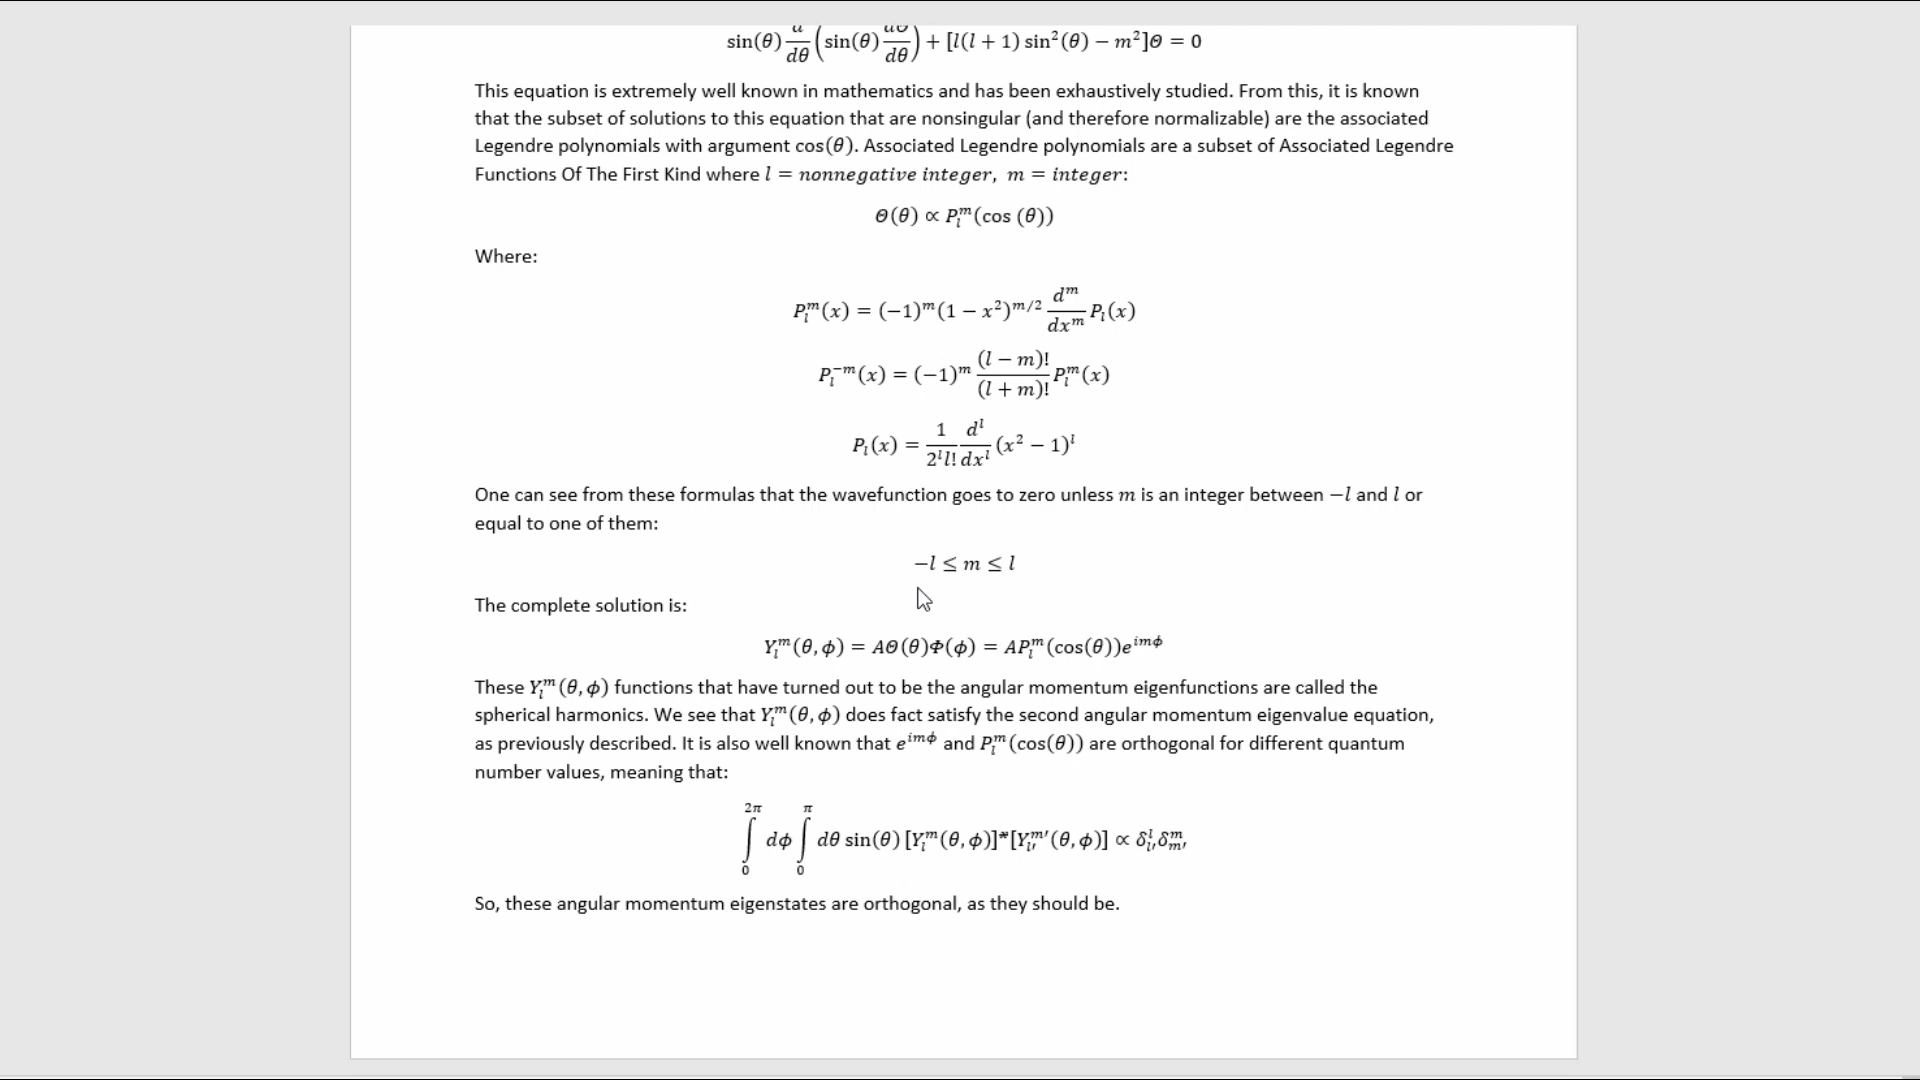 sin(θ) d/dθ (sin(θ) dΘ/dθ) + [l(l + 1) sin²(θ) − m²]Θ = 0
This equation is extremely well known in mathematics and has been exhaustively studied. From this, it is known
that the subset of solutions to this equation that are nonsingular (and therefore normalizable) are the associated
Legendre polynomials with argument cos(θ). Associated Legendre polynomials are a subset of Associated Legendre
Functions Of The First Kind where l = nonnegative integer, m = integer:
Θ(θ) ∝ P_l^m(cos (θ))
Where:
P_l^m(x) = (−1)^m(1 − x²)^{m/2} d^m/dx^m P_l(x)
P_l^{−m}(x) = (−1)^m (l − m)!/(l + m)! P_l^m(x)
P_l(x) = 1/(2^l l!) d^l/dx^l (x² − 1)^l
One can see from these formulas that the wavefunction goes to zero unless m is an integer between −l and l or
equal to one of them:
−l ≤ m ≤ l
The complete solution is:
Y_l^m(θ, ϕ) = AΘ(θ)Φ(ϕ) = AP_l^m(cos(θ))e^{imϕ}
These Y_l^m(θ, ϕ) functions that have turned out to be the angular momentum eigenfunctions are called the
spherical harmonics. We see that Y_l^m(θ, ϕ) does fact satisfy the second angular momentum eigenvalue equation,
as previously described. It is also well known that e^{imϕ} and P_l^m(cos(θ)) are orthogonal for different quantum
number values, meaning that:
∫_0^{2π} dϕ ∫_0^π dθ sin(θ) [Y_l^m(θ, ϕ)]*[Y_{l'}^{m'}(θ, ϕ)] ∝ δ_{l'}^l δ_{m'}^m
So, these angular momentum eigenstates are orthogonal, as they should be.